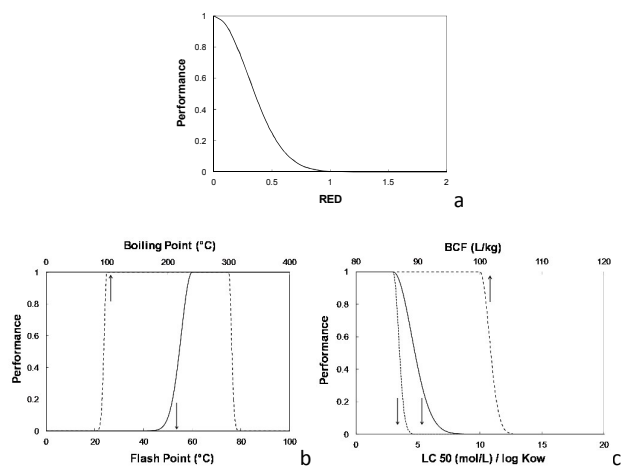 1
0.8
0.6
0.4
0.2
0
Performance
0 0.5 1 1.5 2
RED
a
Boiling Point (°C)
0 100 200 300 400
1
0.8
0.6
0.4
0.2
0
Performance
0 20 40 60 80 100
Flash Point (°C)
b
BCF (L/kg)
80 90 100 110 120
1
0.8
0.6
0.4
0.2
0
Performance
0 5 10 15 20
LC 50 (mol/L) / log Kow
c